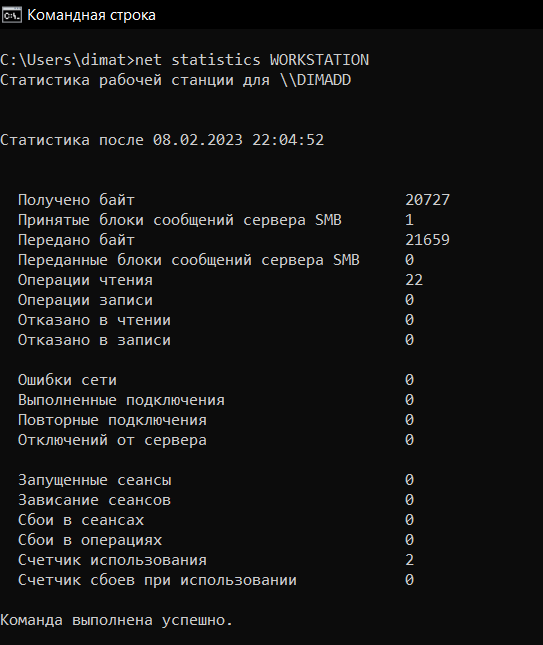 Командная строка
C:\Users\dimat>net statistics WORKSTATION
Статистика рабочей станции для \\DIMADD
Статистика после 08.02.2023 22:04:52
Получено байт 20727
Принятые блоки сообщений сервера SMB 1
Передано байт 21659
Переданные блоки сообщений сервера SMB 0
Операции чтения 22
Операции записи 0
Отказано в чтении 0
Отказано в записи 0
Ошибки сети 0
Выполненные подключения 0
Повторные подключения 0
Отключений от сервера 0
Запущенные сеансы 0
Зависание сеансов 0
Сбои в сеансах 0
Сбои в операциях 0
Счетчик использования 2
Счетчик сбоев при использовании 0
Команда выполнена успешно.